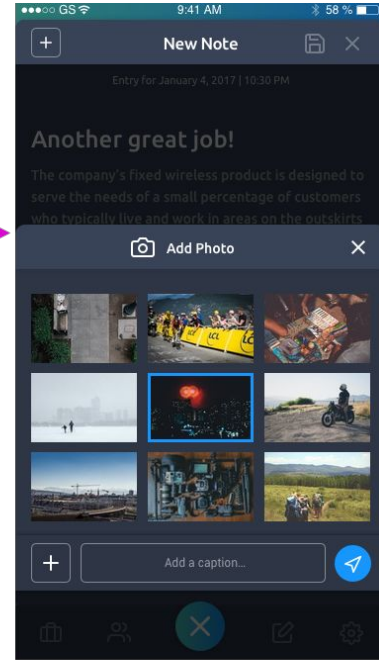 GS 9:41 AM 58 %
New Note
Entry for January 4, 2017 | 10:30 PM
Another great job!
The company's fixed wireless product is designed to
serve the needs of a small percentage of customers
who typically live and work in areas on the outskirts
Add Photo
LCL LCL
Add a caption...